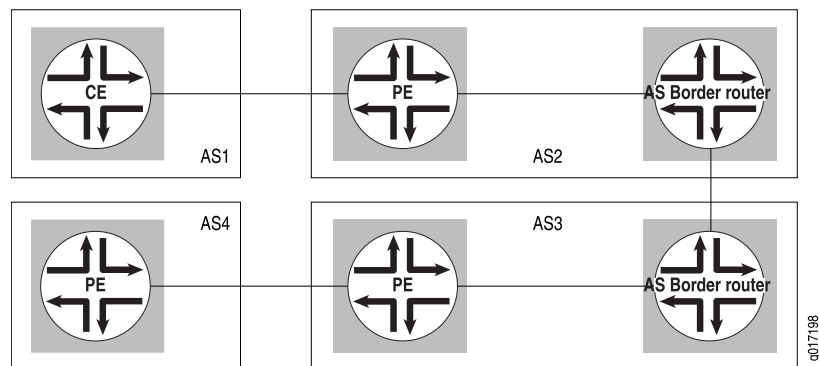 CE
PE
AS Border router
AS1
AS2
AS4
AS3
PE
PE
AS Border router
g017198